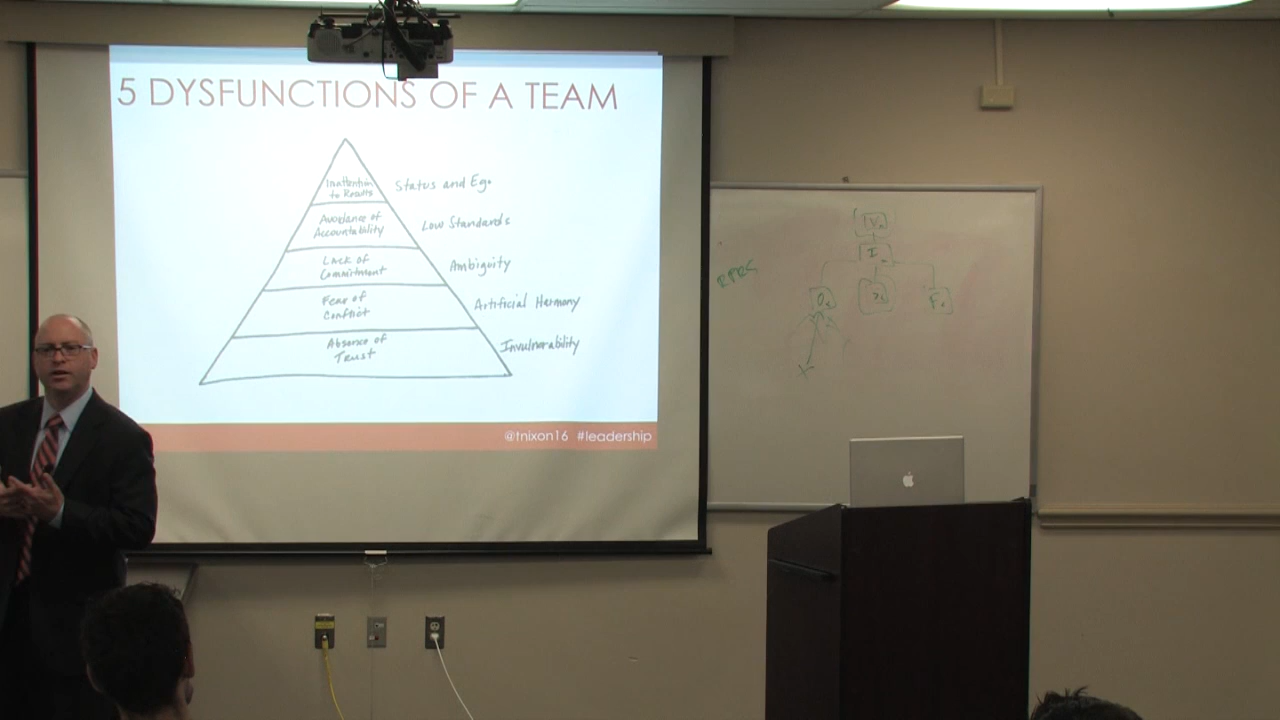 5 DYSFUNCTIONS OF A TEAM
Inattention
to Results
Status and Ego
Avoidance of
Accountability
Low Standards
Lack of
Commitment
Ambiguity
Fear of
Conflict
Artificial Harmony
Absence of
Trust
Invulnerability
@tnixon16 #leadership
I